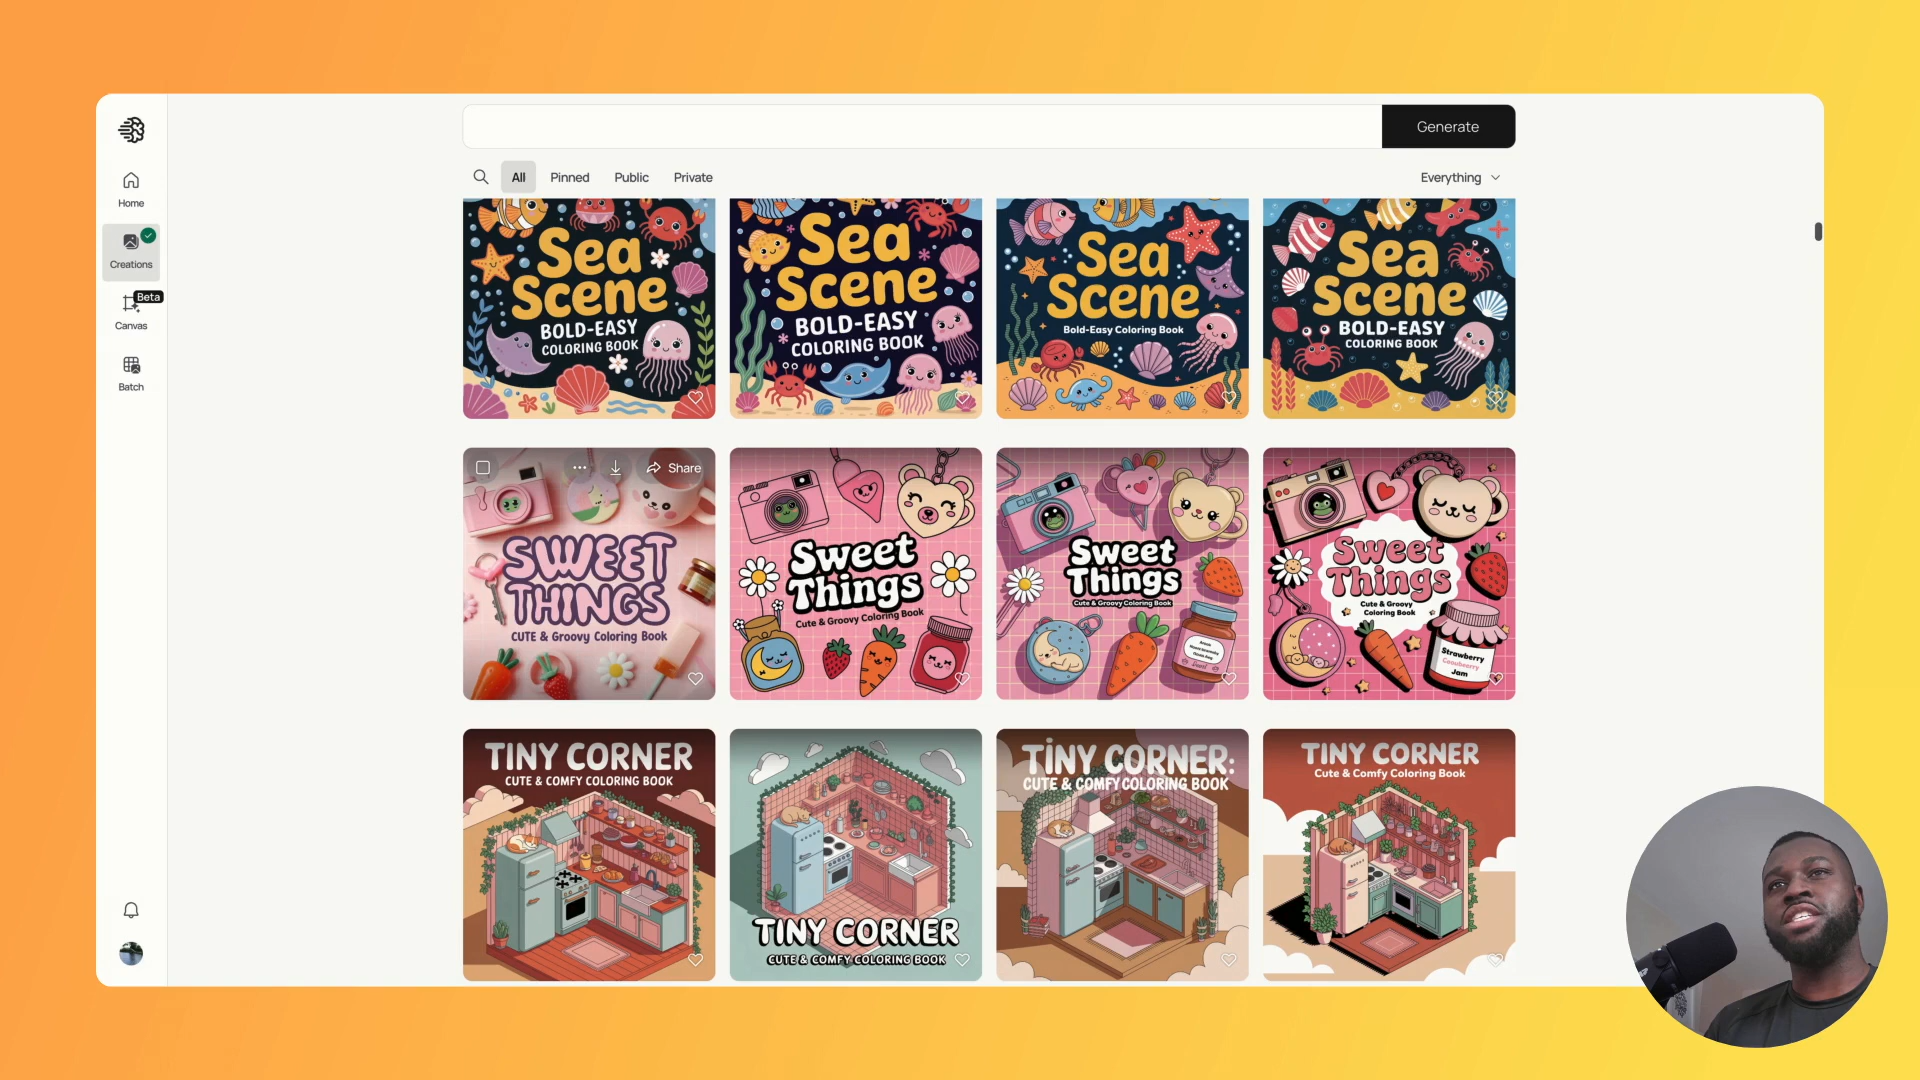 Generate
All
Pinned
Public
Private
Everything
Home
Creations
Beta
Canvas
Batch
Sea
Scene
BOLD-EASY
COLORING BOOK
Sea
Scene
BOLD-EASY
COLORING BOOK
Sea
Scene
Bold-Easy Coloring Book
Sea
Scene
BOLD-EASY
COLORING BOOK
Share
SWEET
THINGS
CUTE & Groovy Coloring Book
Sweet
Things
Cute & Groovy Coloring Book
Sweet
Things
Cute & Groovy Coloring Book
Sweet
Things
Cute & Groovy
Coloring Book
Strawberry
Jam
TINY CORNER
CUTE & COMFY COLORING BOOK
TINY CORNER
CUTE & COMFY COLORING BOOK
TINY CORNER:
CUTE & COMFY COLORING BOOK
TINY CORNER
Cute & Comfy Coloring Book